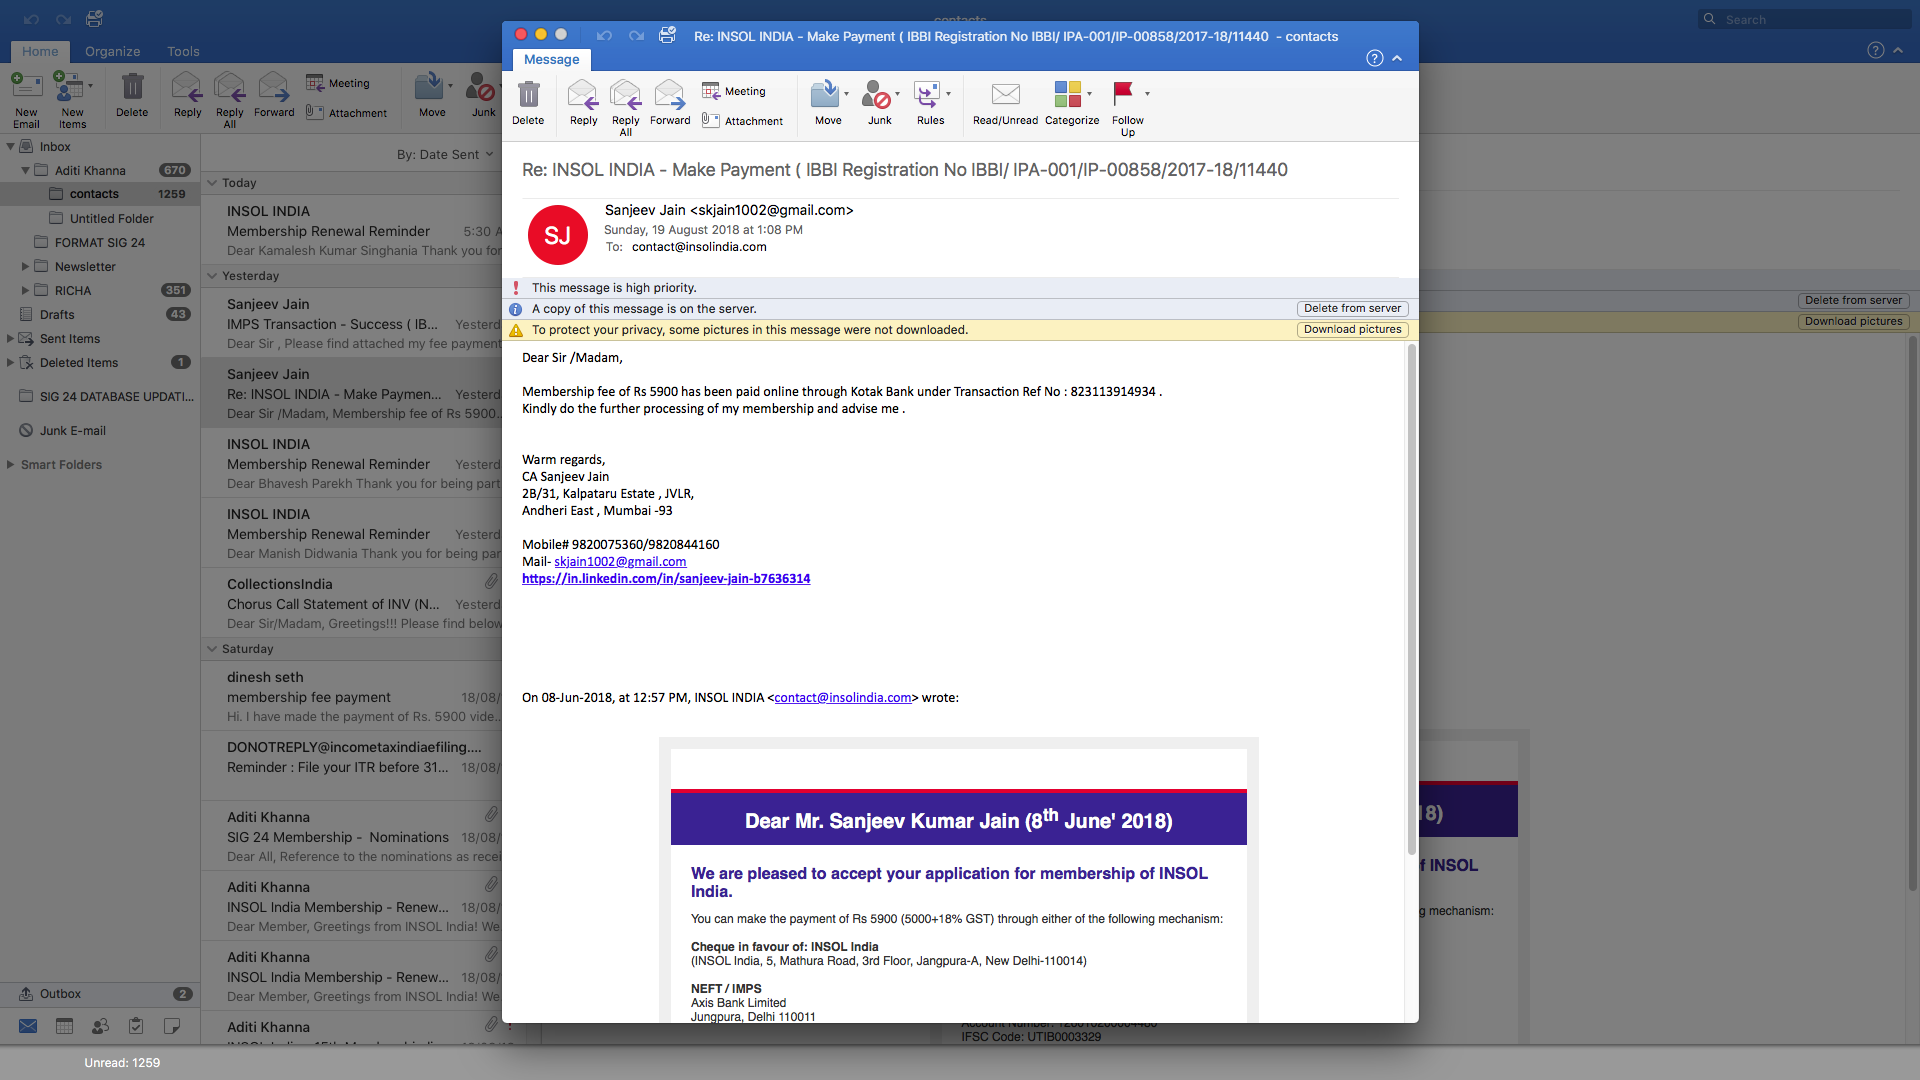 contacts
Search
Home
Organize
Tools
New Email
New Items
Delete
Reply
Reply All
Forward
Meeting
Attachment
Move
Junk
Inbox
Aditi Khanna 670
contacts 1259
Untitled Folder
FORMAT SIG 24
Newsletter
RICHA 351
Drafts 43
Sent Items
Deleted Items 1
SIG 24 DATABASE UPDATI...
Junk E-mail
Smart Folders
Outbox 2
Unread: 1259
By: Date Sent
Today
INSOL INDIA
Membership Renewal Reminder 5:30 A
Dear Kamalesh Kumar Singhania Thank you for
Yesterday
Sanjeev Jain
IMPS Transaction - Success ( IB... Yesterd
Dear Sir , Please find attached my fee payment
Sanjeev Jain
Re: INSOL INDIA - Make Paymen... Yesterd
Dear Sir /Madam, Membership fee of Rs 5900...
INSOL INDIA
Membership Renewal Reminder Yesterd
Dear Bhavesh Parekh Thank you for being part
INSOL INDIA
Membership Renewal Reminder Yesterd
Dear Manish Didwania Thank you for being par
CollectionsIndia
Chorus Call Statement of INV (N... Yesterd
Dear Sir/Madam, Greetings!!! Please find below
Saturday
dinesh seth
membership fee payment 18/08/
Hi. I have made the payment of Rs. 5900 vide...
DONOTREPLY@incometaxindiaefiling....
Reminder : File your ITR before 31... 18/08/
Aditi Khanna
SIG 24 Membership - Nominations 18/08/
Dear All, Reference to the nominations as recei
Aditi Khanna
INSOL India Membership - Renew... 18/08/
Dear Member, Greetings from INSOL India! We
Aditi Khanna
INSOL India Membership - Renew... 18/08/
Dear Member, Greetings from INSOL India! We
Aditi Khanna
Re: INSOL INDIA - Make Payment ( IBBI Registration No IBBI/ IPA-001/IP-00858/2017-18/11440 - contacts
Message
Delete
Reply
Reply All
Forward
Meeting
Attachment
Move
Junk
Rules
Read/Unread
Categorize
Follow Up
Re: INSOL INDIA - Make Payment ( IBBI Registration No IBBI/ IPA-001/IP-00858/2017-18/11440
SJ
Sanjeev Jain <skjain1002@gmail.com>
Sunday, 19 August 2018 at 1:08 PM
To: contact@insolindia.com
This message is high priority.
A copy of this message is on the server.
Delete from server
To protect your privacy, some pictures in this message were not downloaded.
Download pictures
Dear Sir /Madam,
Membership fee of Rs 5900 has been paid online through Kotak Bank under Transaction Ref No : 823113914934 .
Kindly do the further processing of my membership and advise me .
Warm regards,
CA Sanjeev Jain
2B/31, Kalpataru Estate , JVLR,
Andheri East , Mumbai -93
Mobile# 9820075360/9820844160
Mail- skjain1002@gmail.com
https://in.linkedin.com/in/sanjeev-jain-b7636314
On 08-Jun-2018, at 12:57 PM, INSOL INDIA <contact@insolindia.com> wrote:
Dear Mr. Sanjeev Kumar Jain (8th June' 2018)
We are pleased to accept your application for membership of INSOL
India.
You can make the payment of Rs 5900 (5000+18% GST) through either of the following mechanism:
Cheque in favour of: INSOL India
(INSOL India, 5, Mathura Road, 3rd Floor, Jangpura-A, New Delhi-110014)
NEFT / IMPS
Axis Bank Limited
Jungpura, Delhi 110011
IFSC Code: UTIB0003329
Delete from server
Download pictures
18)
f INSOL
g mechanism: